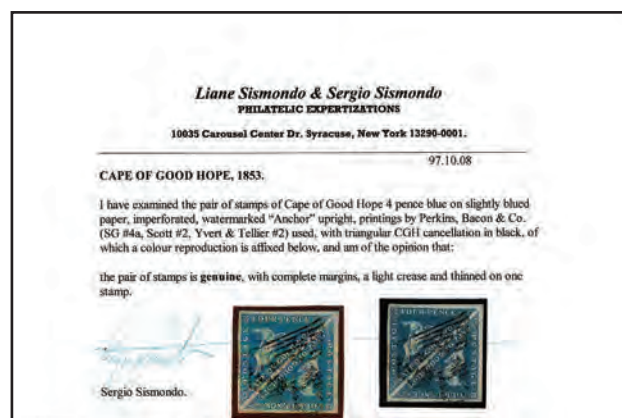 Liane Sismondo & Sergio Sismondo
PHILATELIC EXPERTIZATIONS
10035 Carousel Center Dr. Syracuse, New York 13290-0001.
97.10.08
CAPE OF GOOD HOPE, 1853.
I have examined the pair of stamps of Cape of Good Hope 4 pence blue on slightly blued
paper, imperforated, watermarked "Anchor" upright, printings by Perkins, Bacon & Co.
(SG #4a, Scott #2, Yvert & Tellier #2) used, with triangular CGH cancellation in black, of
which a colour reproduction is affixed below, and am of the opinion that:
the pair of stamps is genuine, with complete margins, a light crease and thinned on one
stamp.
FOUR PENCE
FOUR PENCE
Sergio Sismondo.